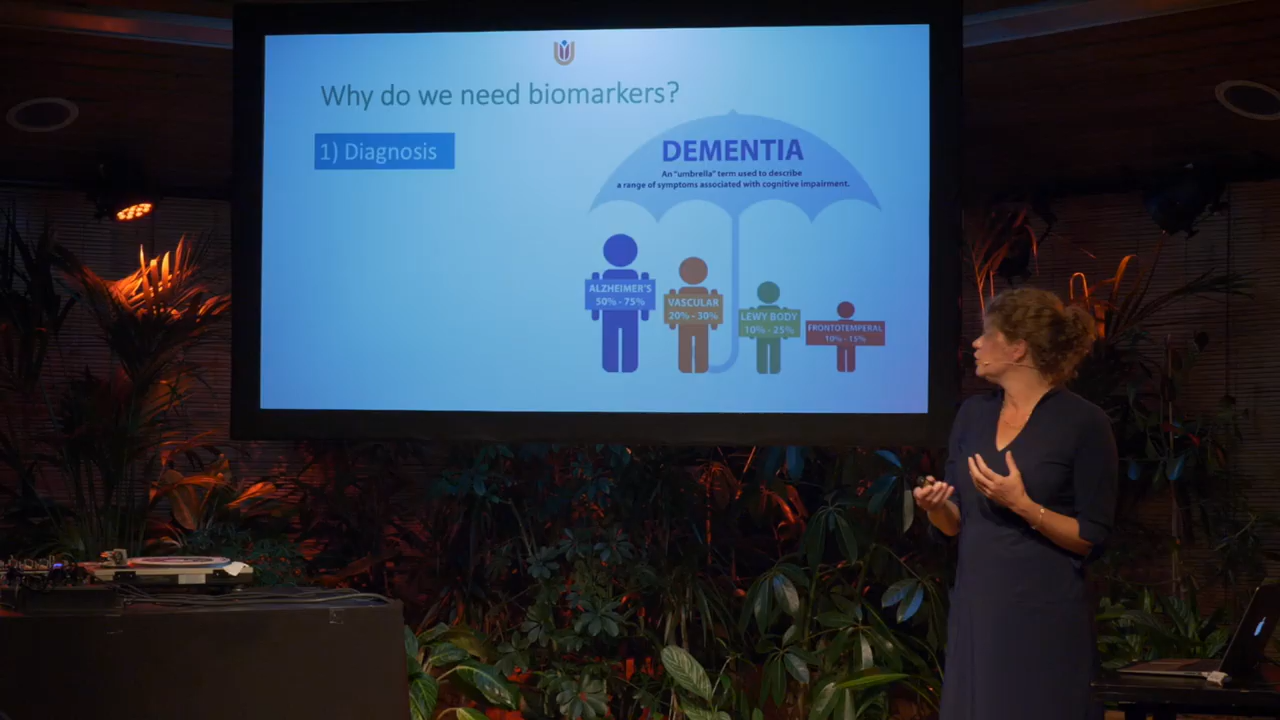 Why do we need biomarkers?
1) Diagnosis
DEMENTIA
An "umbrella" term used to describe
a range of symptoms associated with cognitive impairment.
ALZHEIMER'S
50% - 75%
VASCULAR
20% - 30%
LEWY BODY
10% - 25%
FRONTOTEMPERAL
10% - 15%